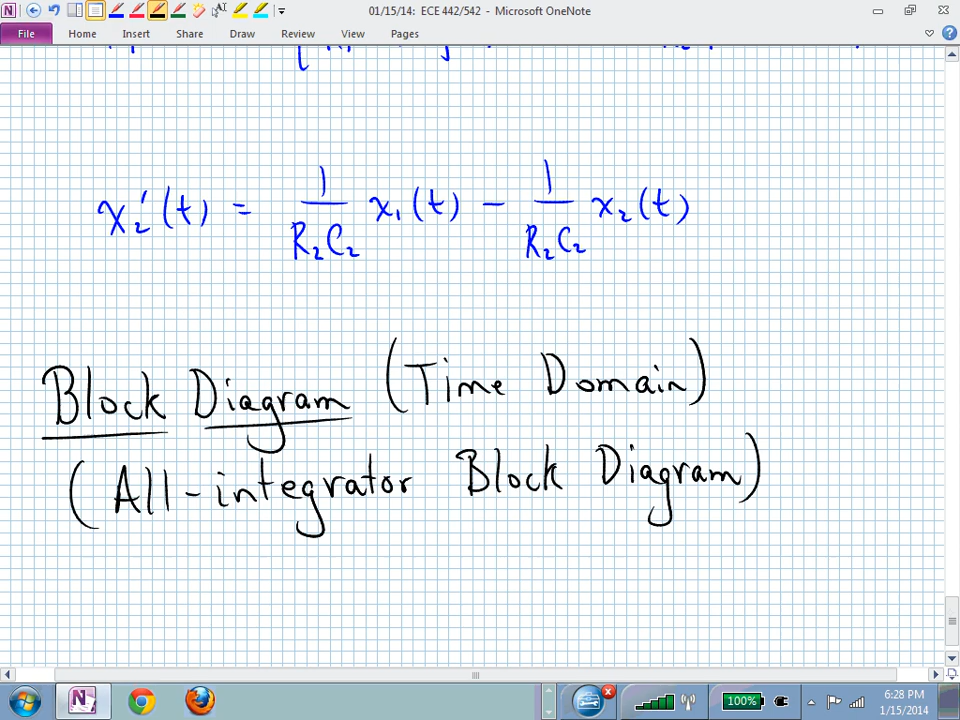 01/15/14: ECE 442/542 - Microsoft OneNote
File Home Insert Share Draw Review View Pages
x₂'(t) = 1/(R₂C₂) x₁(t) - 1/(R₂C₂) x₂(t)
Block Diagram (Time Domain)
(All-integrator Block Diagram)
100%
6:28 PM
1/15/2014